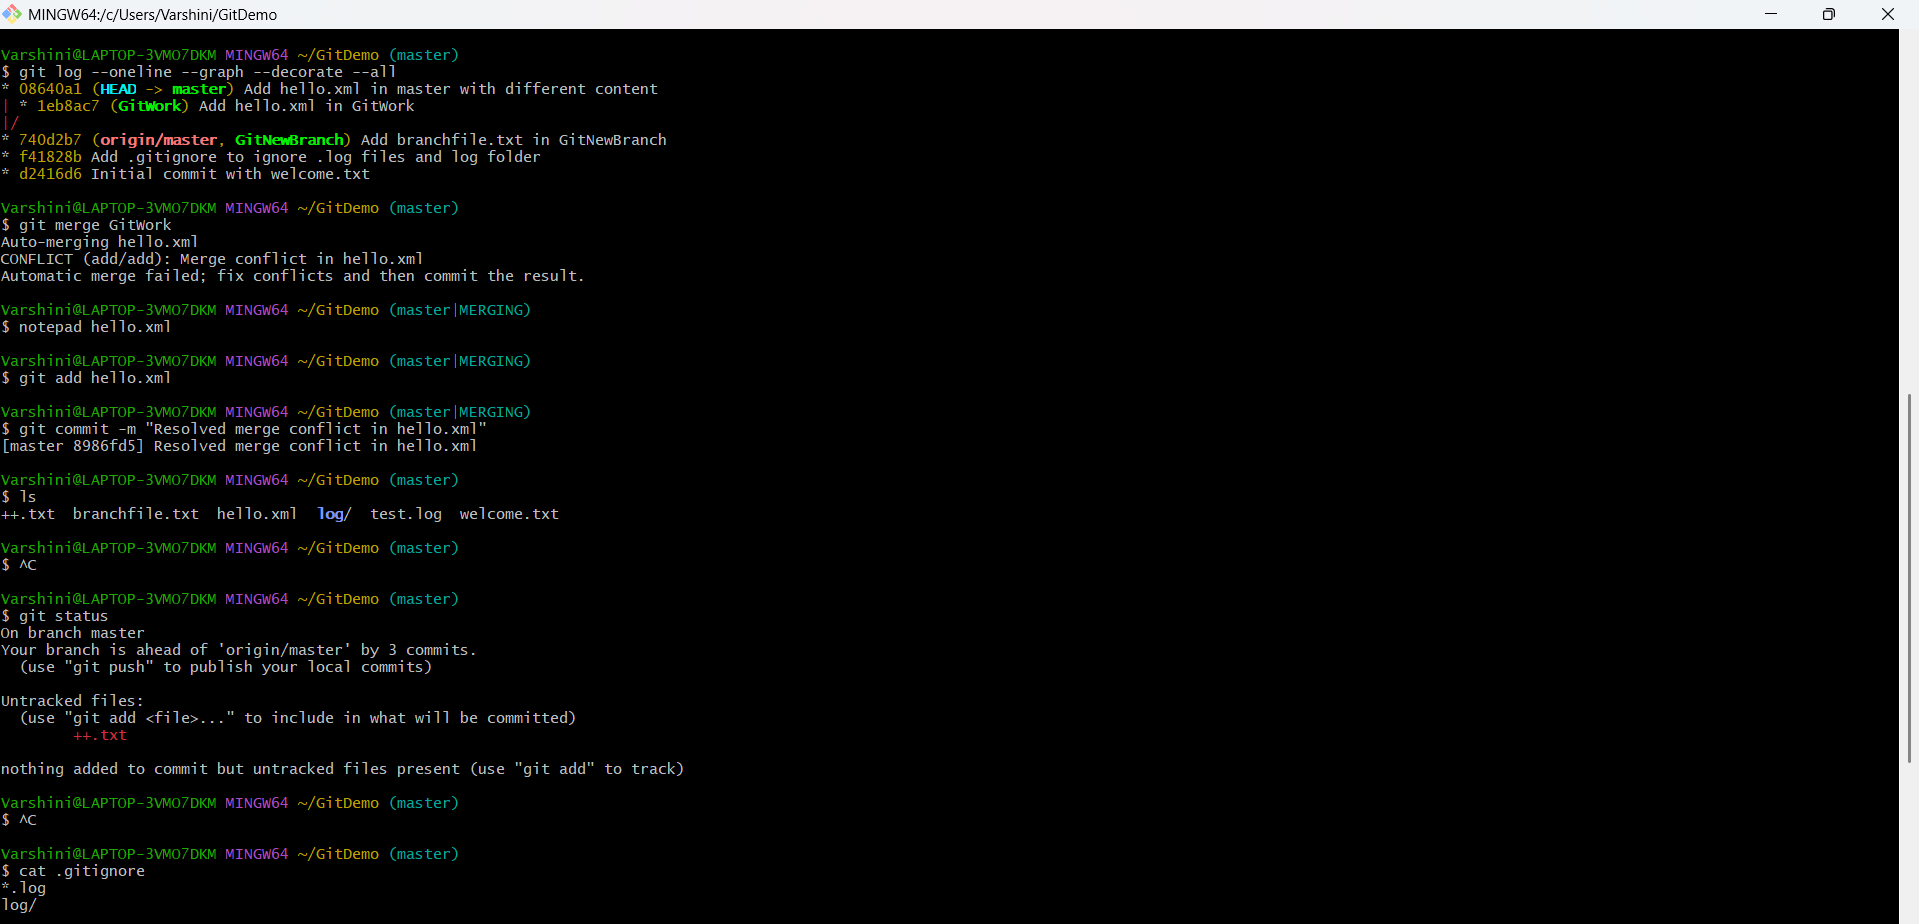 MINGW64:/c/Users/Varshini/GitDemo
Varshini@LAPTOP-3VMO7DKM MINGW64 ~/GitDemo (master)
$ git log --oneline --graph --decorate --all
* 08640a1 (HEAD -> master) Add hello.xml in master with different content
| * 1eb8ac7 (GitWork) Add hello.xml in GitWork
|/
* 740d2b7 (origin/master, GitNewBranch) Add branchfile.txt in GitNewBranch
* f41828b Add .gitignore to ignore .log files and log folder
* d2416d6 Initial commit with welcome.txt
Varshini@LAPTOP-3VMO7DKM MINGW64 ~/GitDemo (master)
$ git merge GitWork
Auto-merging hello.xml
CONFLICT (add/add): Merge conflict in hello.xml
Automatic merge failed; fix conflicts and then commit the result.
Varshini@LAPTOP-3VMO7DKM MINGW64 ~/GitDemo (master|MERGING)
$ notepad hello.xml
Varshini@LAPTOP-3VMO7DKM MINGW64 ~/GitDemo (master|MERGING)
$ git add hello.xml
Varshini@LAPTOP-3VMO7DKM MINGW64 ~/GitDemo (master|MERGING)
$ git commit -m "Resolved merge conflict in hello.xml"
[master 8986fd5] Resolved merge conflict in hello.xml
Varshini@LAPTOP-3VMO7DKM MINGW64 ~/GitDemo (master)
$ ls
++.txt  branchfile.txt  hello.xml  log/  test.log  welcome.txt
Varshini@LAPTOP-3VMO7DKM MINGW64 ~/GitDemo (master)
$ ^C
Varshini@LAPTOP-3VMO7DKM MINGW64 ~/GitDemo (master)
$ git status
On branch master
Your branch is ahead of 'origin/master' by 3 commits.
  (use "git push" to publish your local commits)
Untracked files:
  (use "git add <file>..." to include in what will be committed)
        ++.txt
nothing added to commit but untracked files present (use "git add" to track)
Varshini@LAPTOP-3VMO7DKM MINGW64 ~/GitDemo (master)
$ ^C
Varshini@LAPTOP-3VMO7DKM MINGW64 ~/GitDemo (master)
$ cat .gitignore
*.log
log/